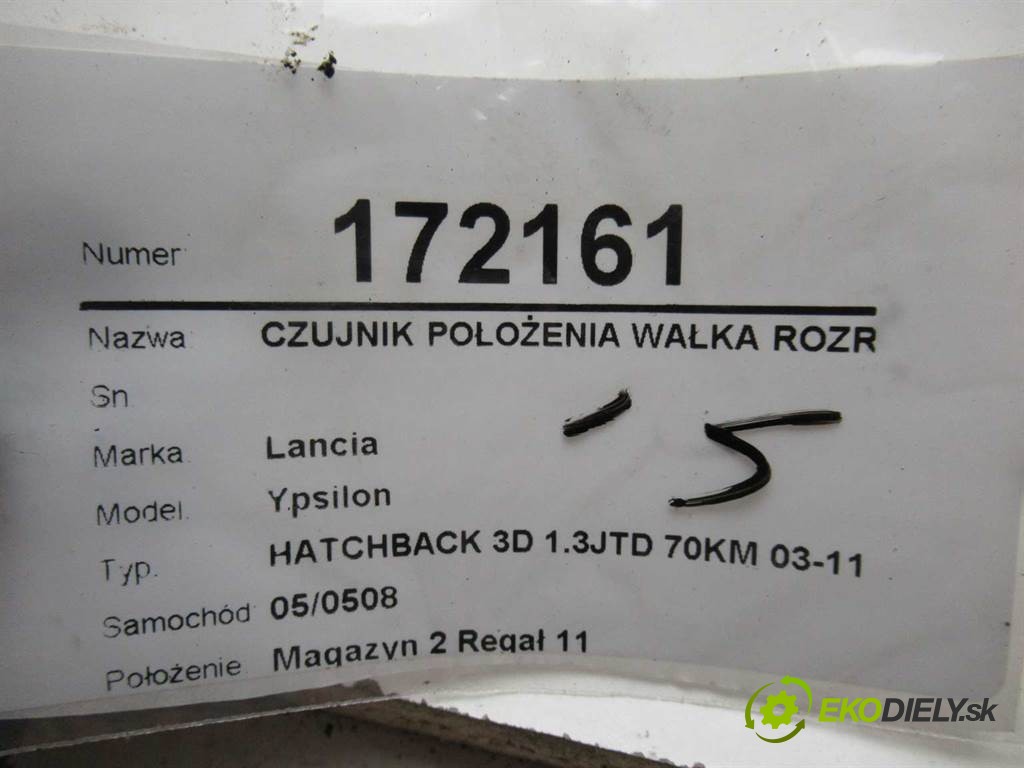 Numer 172161
Nazwa CZUJNIK POŁOŻENIA WAŁKA ROZR
Sn
- 5
Marka Lancia
Model Ypsilon
Typ. HATCHBACK 3D 1.3JTD 70KM 03-11
Samochód 05/0508
Położenie Magazyn 2 Regał 11
EKODIELY.sk